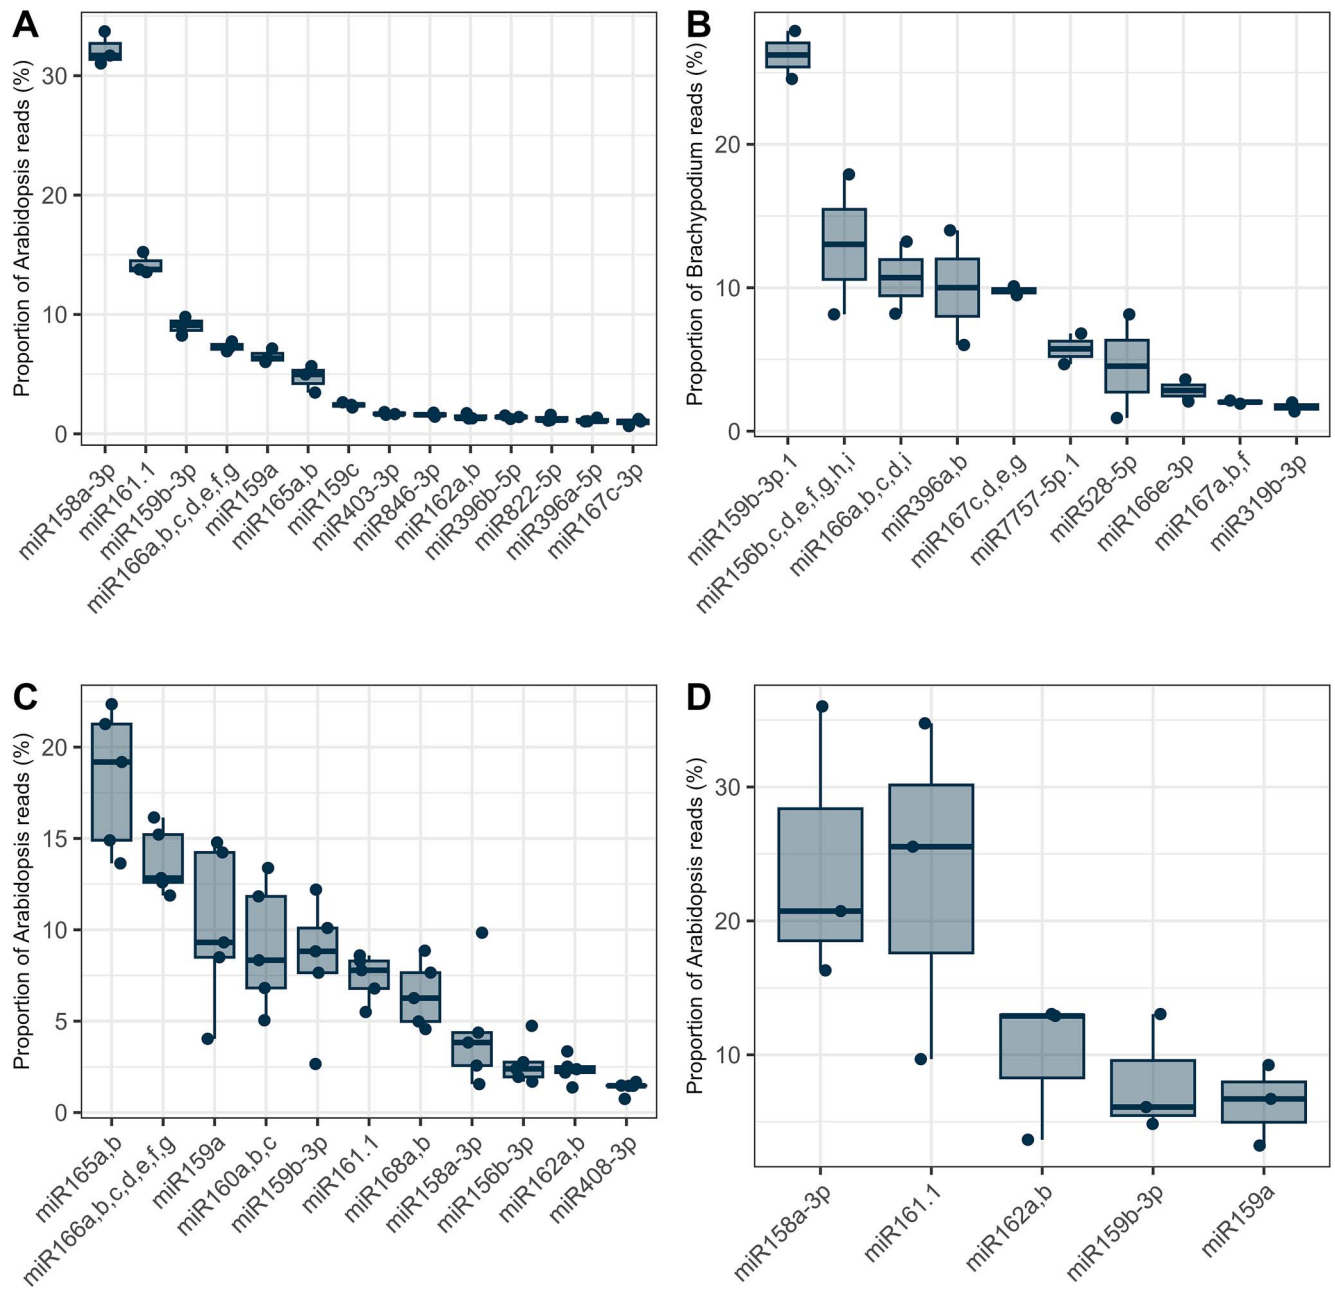 A
Proportion of Arabidopsis reads (%)
30
20
10
0
miR158a-3p
miR161.1
miR159b-3p
miR166a,b,c,d,e,f,g
miR159a
miR165a,b
miR159c
miR403-3p
miR846-3p
miR162a,b
miR396b-5p
miR822-5p
miR396a-5p
miR167c-3p
B
Proportion of Brachypodium reads (%)
20
10
0
miR159b-3p.1
miR156b,c,d,e,f,g,h,i
miR166a,b,c,d,i
miR396a,b
miR167c,d,e,g
miR7757-5p.1
miR528-5p
miR166e-3p
miR167a,b,f
miR319b-3p
C
Proportion of Arabidopsis reads (%)
20
15
10
5
0
miR165a,b
miR166a,b,c,d,e,f,g
miR159a
miR160a,b,c
miR159b-3p
miR161.1
miR168a,b
miR158a-3p
miR156b-3p
miR162a,b
miR408-3p
D
Proportion of Arabidopsis reads (%)
30
20
10
miR158a-3p
miR161.1
miR162a,b
miR159b-3p
miR159a